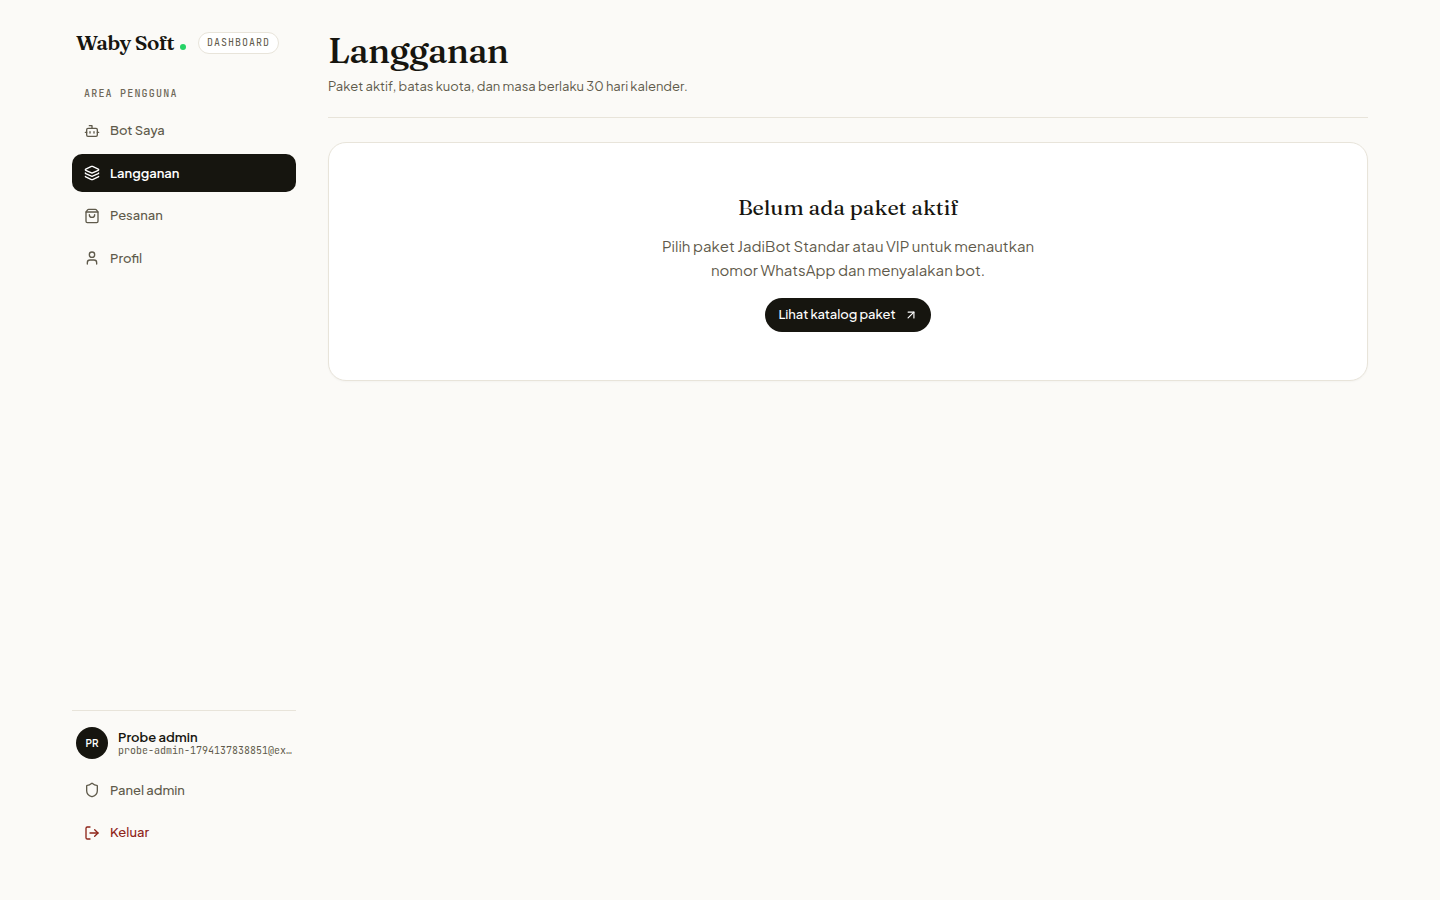 Waby Soft
DASHBOARD
AREA PENGGUNA
Bot Saya
Langganan
Pesanan
Profil
Langganan
Paket aktif, batas kuota, dan masa berlaku 30 hari kalender.
Belum ada paket aktif
Pilih paket JadiBot Standar atau VIP untuk menautkan
nomor WhatsApp dan menyalakan bot.
Lihat katalog paket
PR
Probe admin
probe-admin-1794137838851@ex…
Panel admin
Keluar